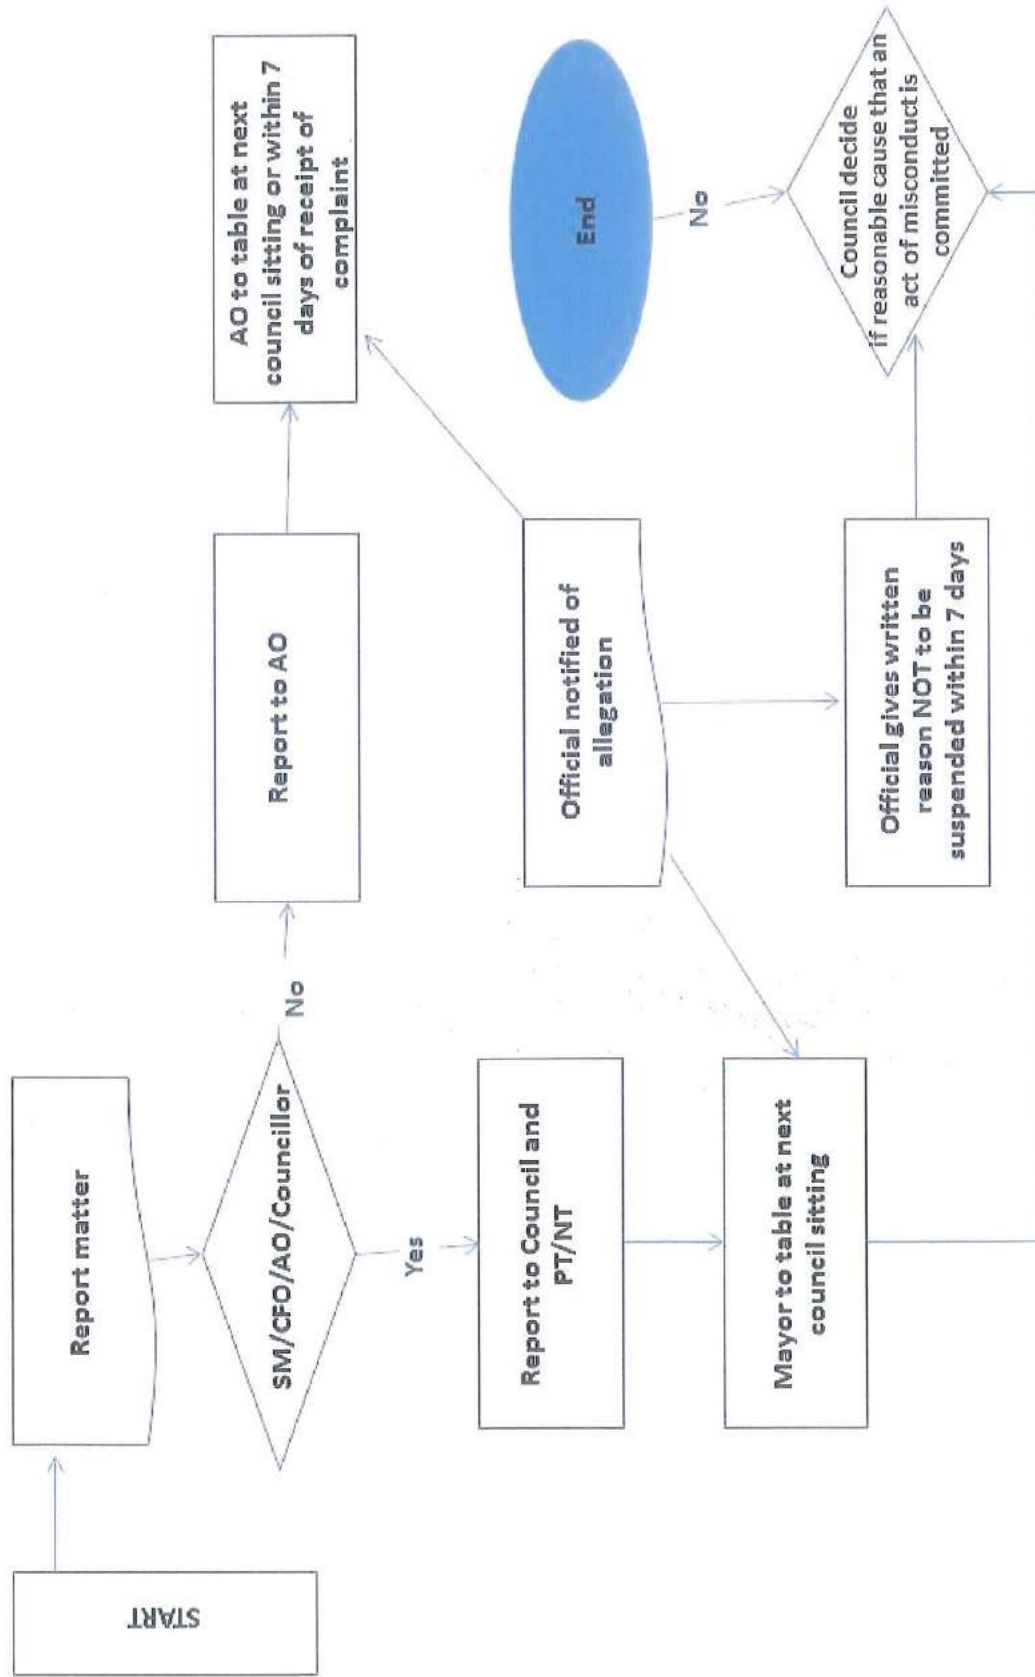 START
Report matter
SM/CFO/AO/Councillor
No
Report to AO
AO to table at next
council sitting or within 7
days of receipt of
complaint
Yes
Report to Council and
PT/NT
Mayor to table at next
council sitting
Official notified of
allegation
Official gives written
reason NOT to be
suspended within 7 days
End
No
Council decide
if reasonable cause that an
act of misconduct is
committed